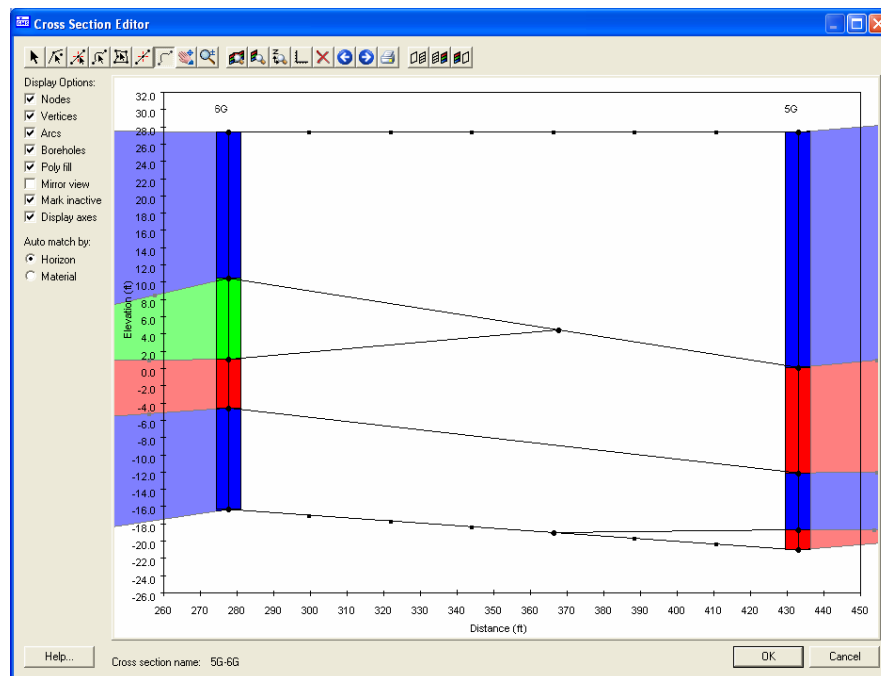 Cross Section Editor
Display Options:
Nodes
Vertices
Arcs
Boreholes
Poly fill
Mirror view
Mark inactive
Display axes
Auto match by:
Horizon
Material
6G
5G
32.0
30.0
28.0
26.0
24.0
22.0
20.0
18.0
16.0
14.0
12.0
10.0
8.0
6.0
4.0
2.0
0.0
-2.0
-4.0
-6.0
-8.0
-10.0
-12.0
-14.0
-16.0
-18.0
-20.0
-22.0
-24.0
-26.0
Elevation (ft)
260 270 280 290 300 310 320 330 340 350 360 370 380 390 400 410 420 430 440 450
Distance (ft)
Help...
Cross section name: 5G-6G
OK
Cancel